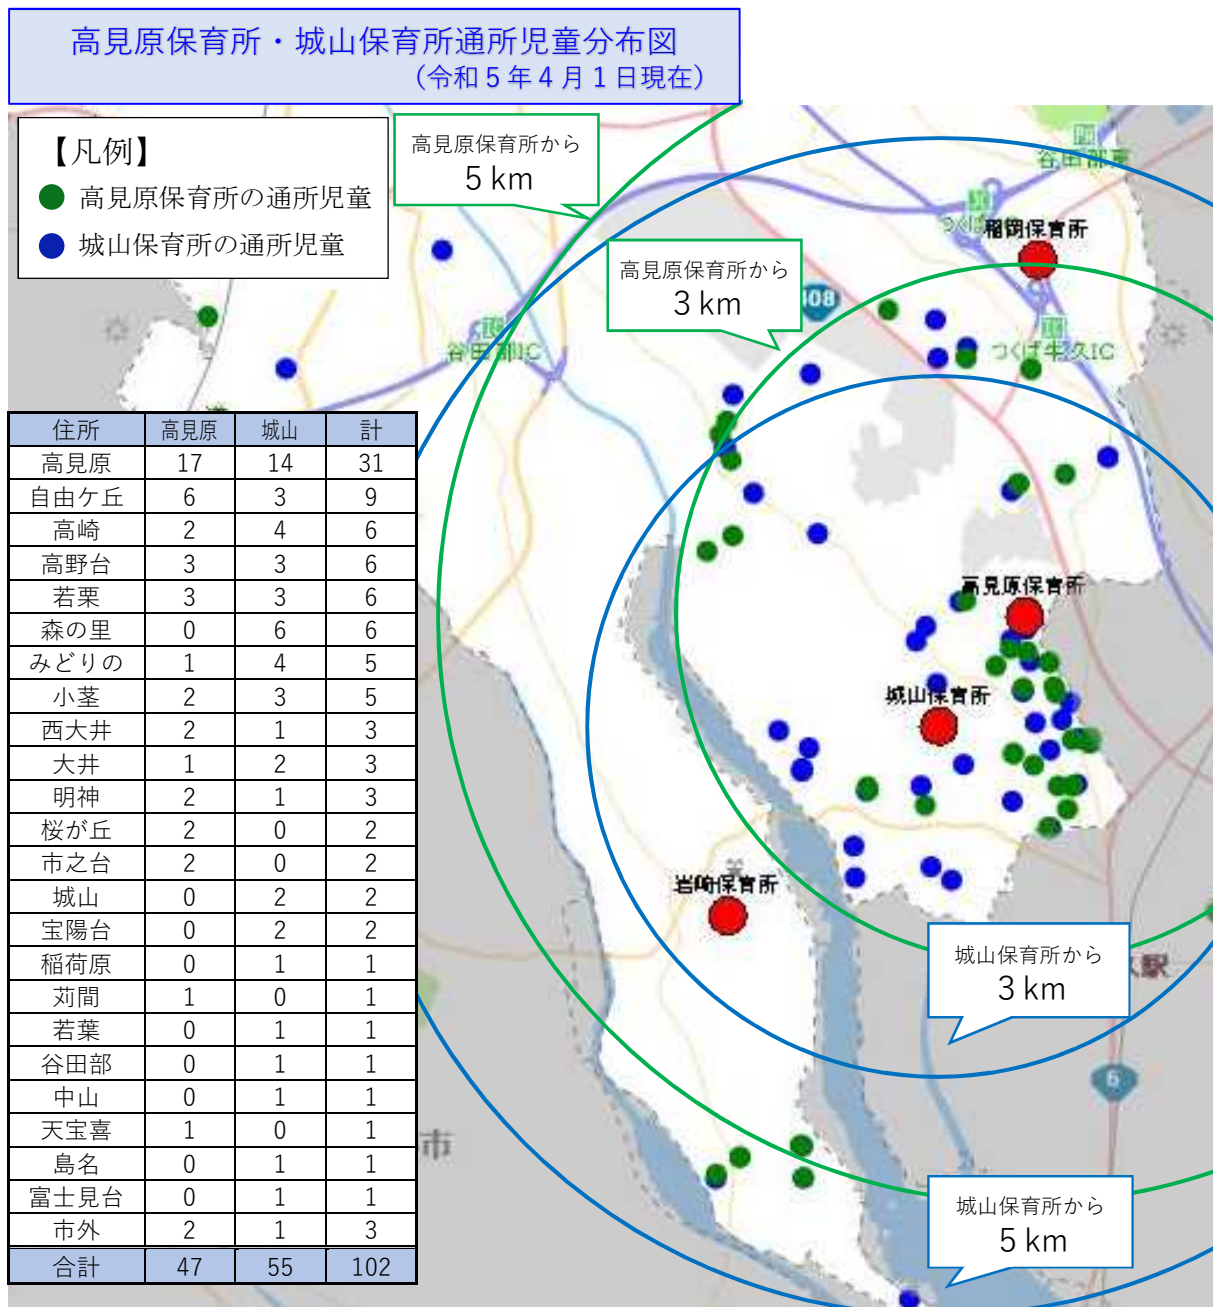 高見原保育所・城山保育所通所児童分布図
（令和５年４月１日現在）
【凡例】
高見原保育所の通所児童
城山保育所の通所児童
高見原保育所から
5 km
高見原保育所から
3 km
谷田部東
稲岡保育所
408
谷田部IC
つくば牛久IC
住所 高見原 城山 計
高見原 17 14 31
自由ケ丘 6 3 9
高崎 2 4 6
高野台 3 3 6
若栗 3 3 6
森の里 0 6 6
みどりの 1 4 5
小茎 2 3 5
西大井 2 1 3
大井 1 2 3
明神 2 1 3
桜が丘 2 0 2
市之台 2 0 2
城山 0 2 2
宝陽台 0 2 2
稲荷原 0 1 1
苅間 1 0 1
若葉 0 1 1
谷田部 0 1 1
中山 0 1 1
天宝喜 1 0 1
島名 0 1 1
富士見台 0 1 1
市外 2 1 3
合計 47 55 102
高見原保育所
城山保育所
岩崎保育所
城山保育所から
3 km
駅
6
市
城山保育所から
5 km